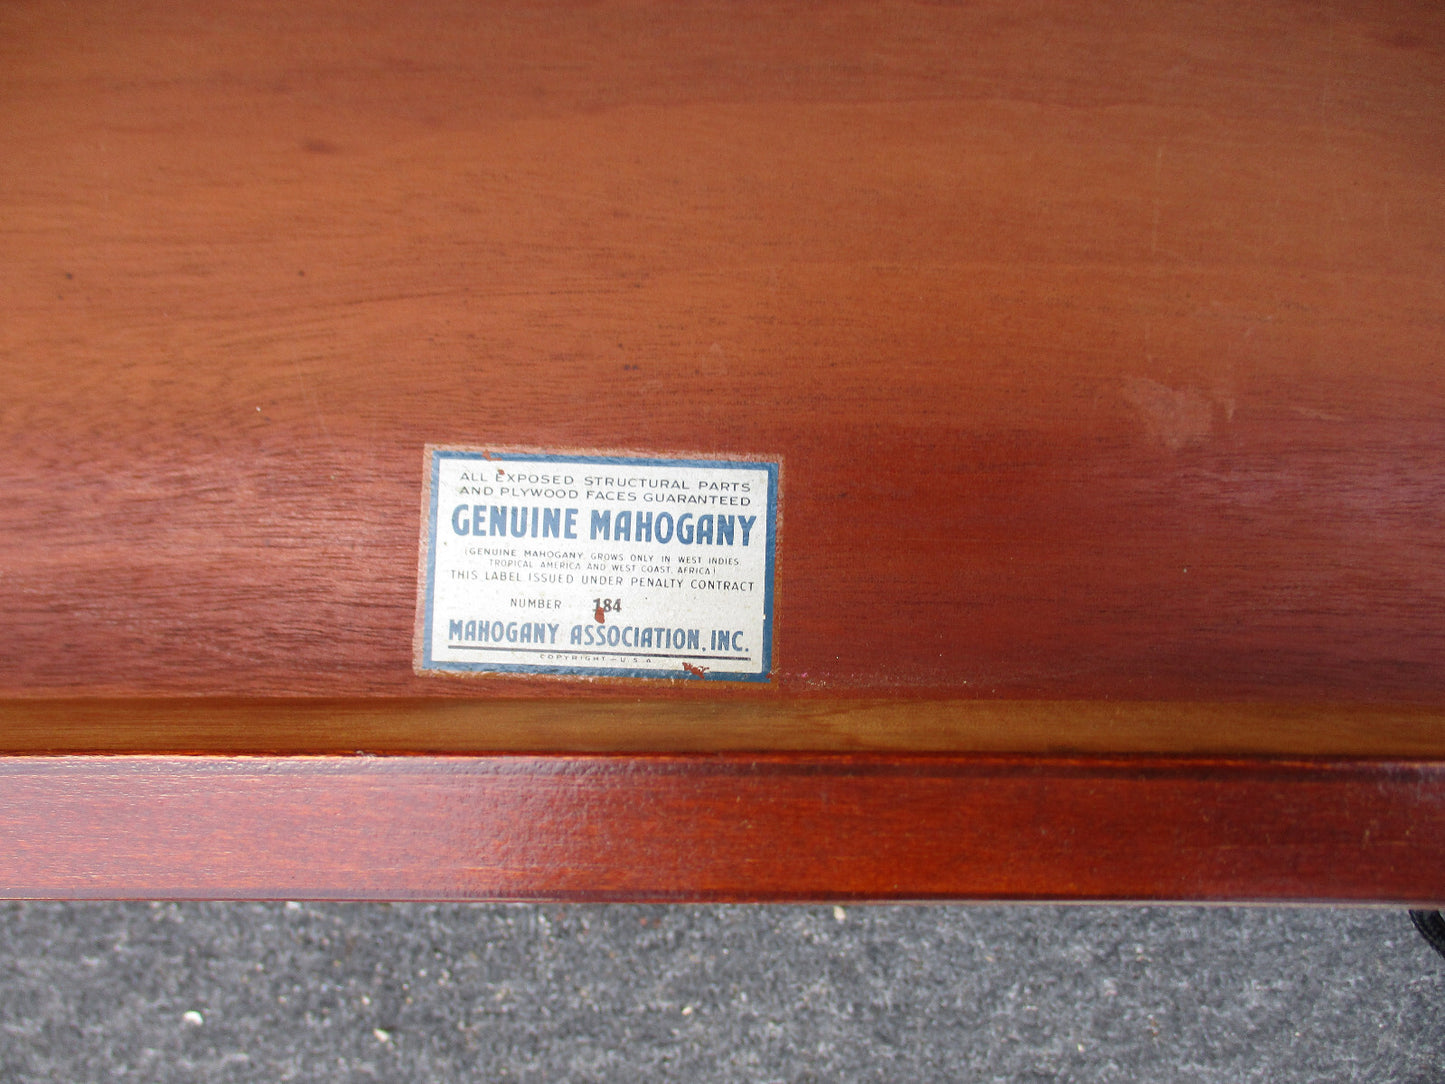 ALL EXPOSED STRUCTURAL PARTS
AND PLYWOOD FACES GUARANTEED
GENUINE MAHOGANY
(GENUINE MAHOGANY GROWS ONLY IN WEST INDIES
TROPICAL AMERICA AND WEST COAST, AFRICA)
THIS LABEL ISSUED UNDER PENALTY CONTRACT
NUMBER 184
MAHOGANY ASSOCIATION, INC.
COPYRIGHT - U.S.A.